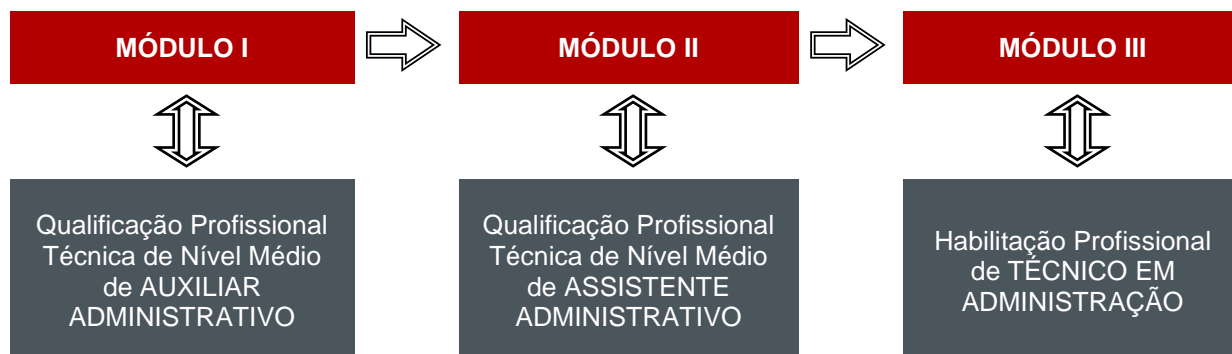 MÓDULO I
MÓDULO II
MÓDULO III
Qualificação Profissional
Técnica de Nível Médio
de AUXILIAR
ADMINISTRATIVO
Qualificação Profissional
Técnica de Nível Médio
de ASSISTENTE
ADMINISTRATIVO
Habilitação Profissional
de TÉCNICO EM
ADMINISTRAÇÃO